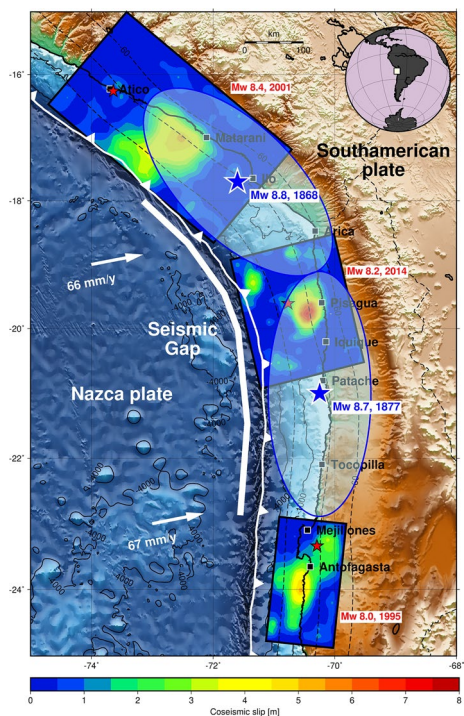 km
0
100
-16°
-18°
-20°
-22°
-24°
Atico
Mw 8.4, 2001
Matarani
Ilo
Mw 8.8, 1868
Southamerican
plate
Arica
Mw 8.2, 2014
66 mm/y
Pisagua
Seismic
Gap
Iquique
4000
Nazca plate
Patache
Mw 8.7, 1877
Tocopilla
4000
4000
67 mm/y
Mejillones
Antofagasta
Mw 8.0, 1995
-74°
-72°
-70°
-68°
0
1
2
3
4
5
6
7
8
Coseismic slip [m]